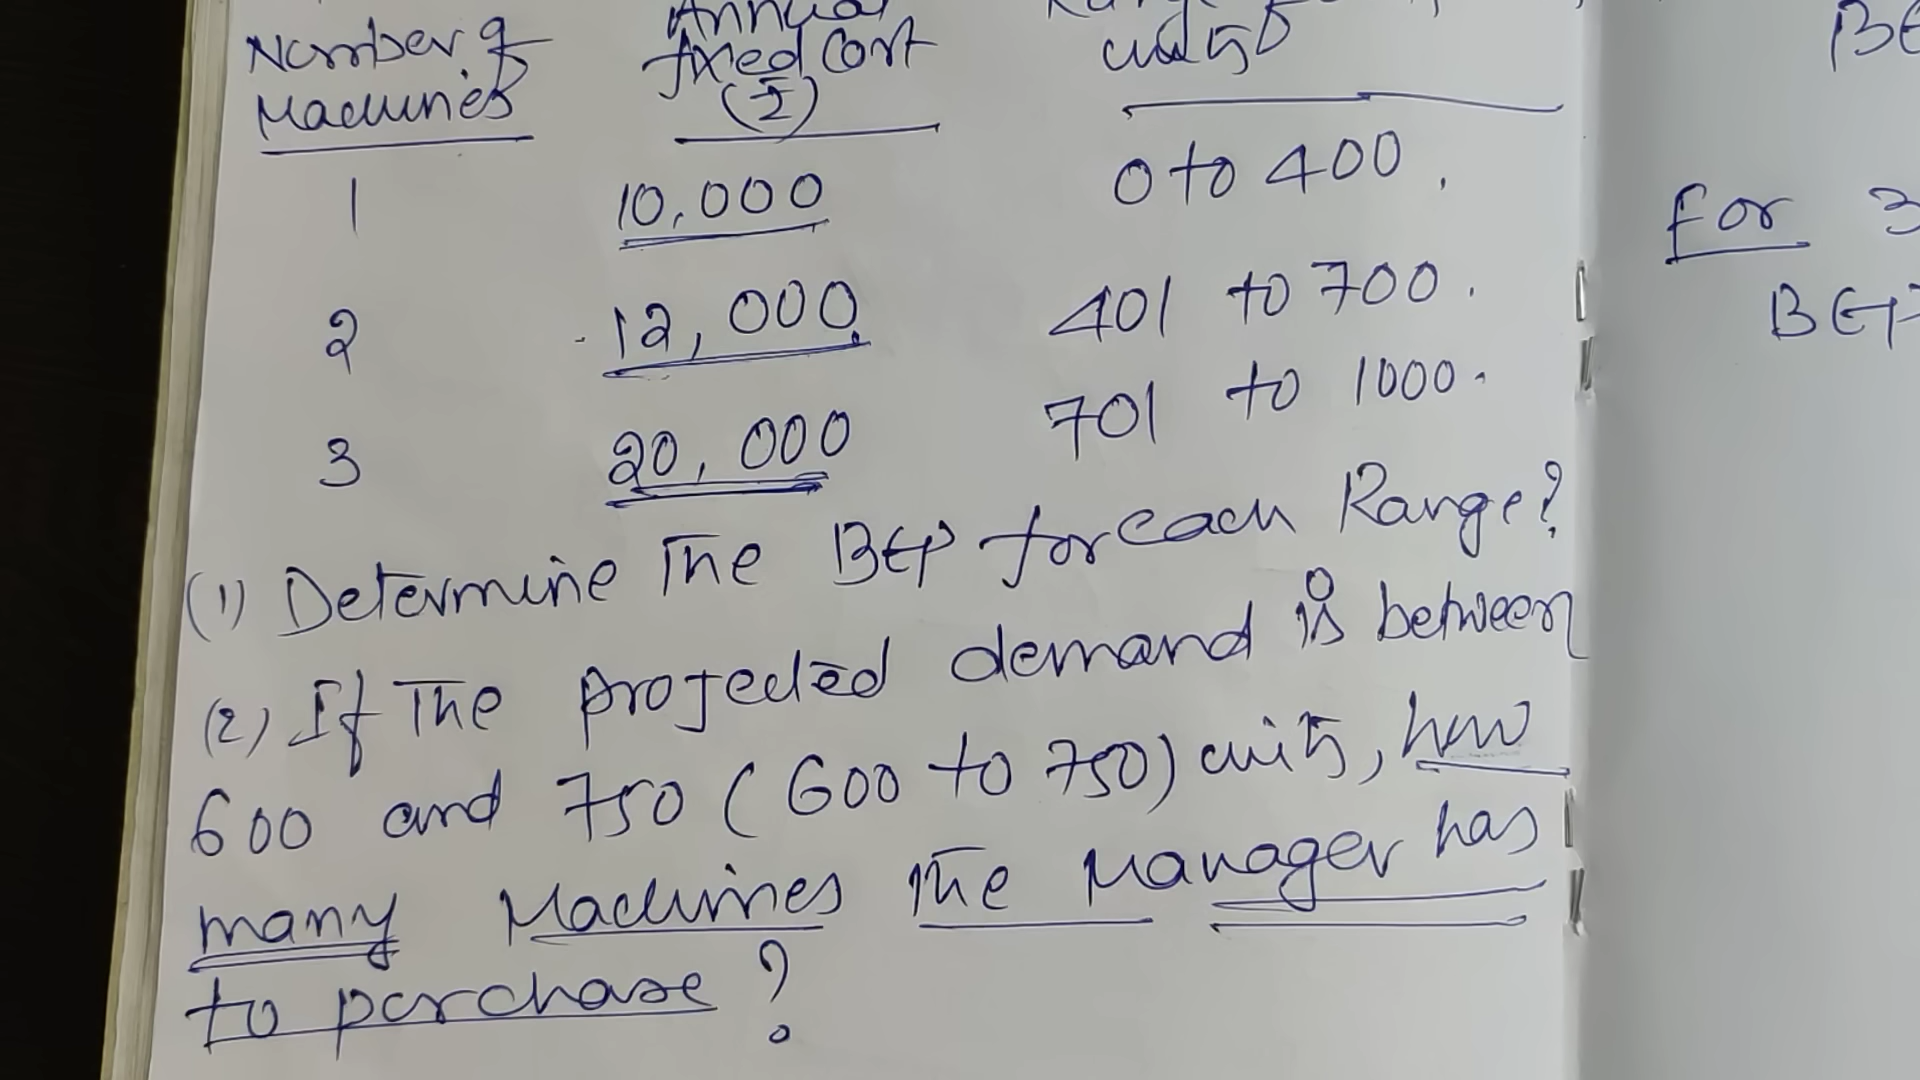 Number of Annual
Machines fixed Cost units
(₹)
1 10,000 0 to 400.
2 12,000 401 to 700.
3 20,000 701 to 1000.
(1) Determine The BEP for each Range?
(2) If The projected demand is between
600 and 750 (600 to 750) units, how
many Machines the Manager has
to purchase?
BE
For 3
BEP